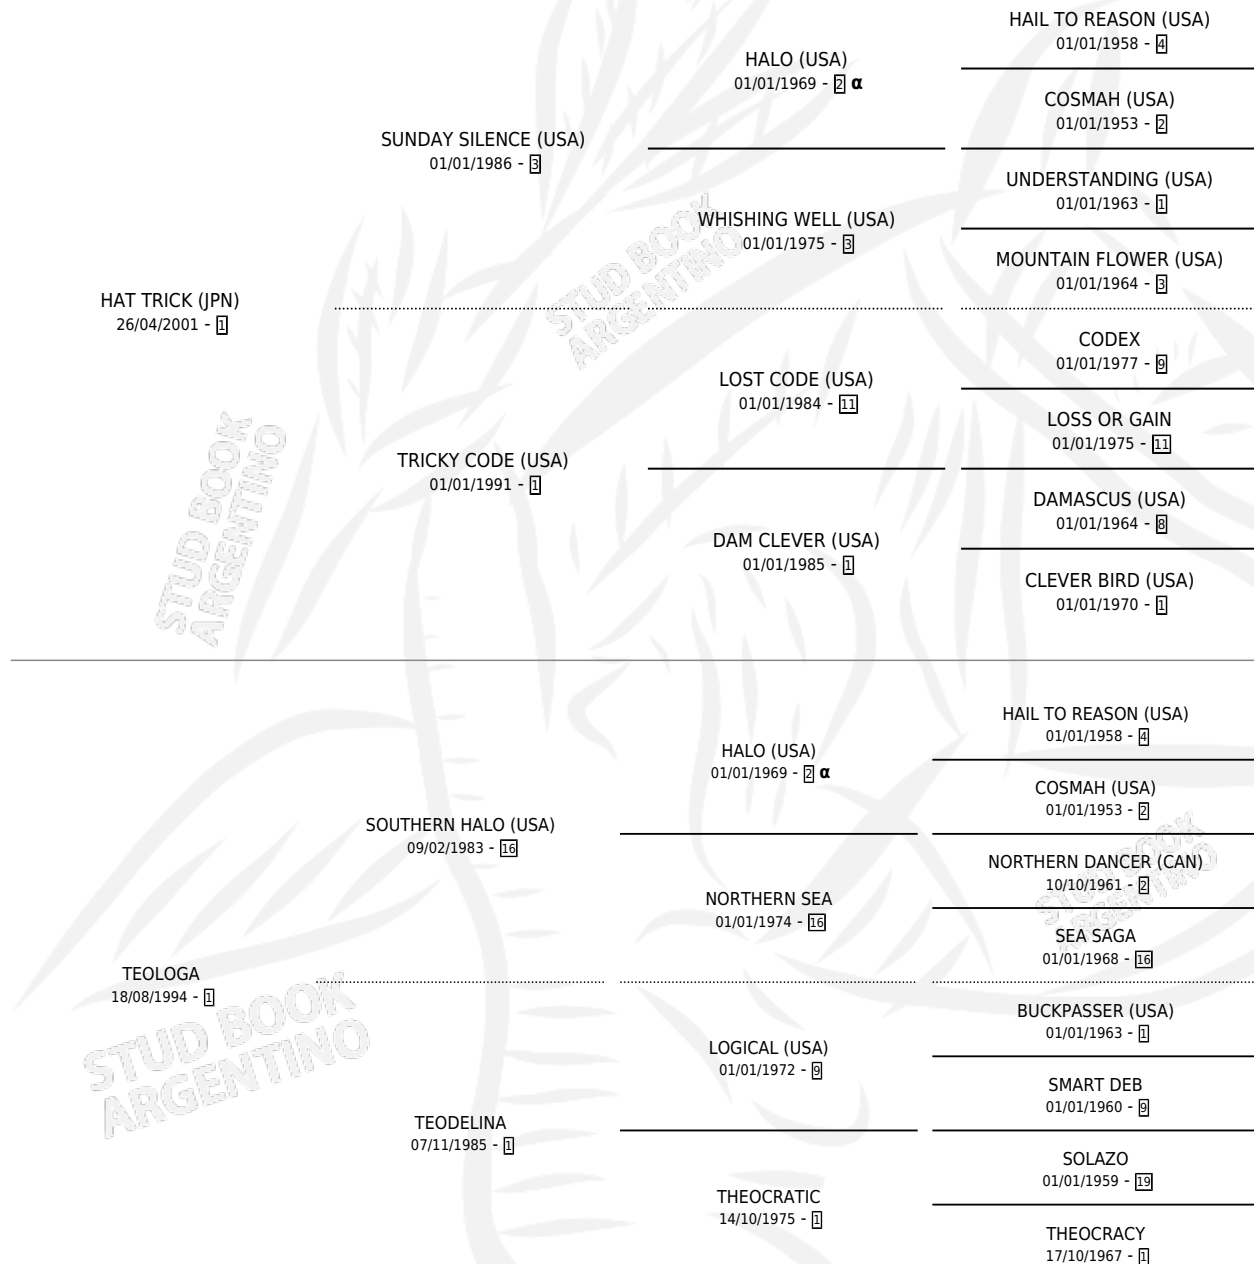 HAIL TO REASON (USA)
01/01/1958 - 4
HALO (USA)
01/01/1969 - 2 α
COSMAH (USA)
01/01/1953 - 2
SUNDAY SILENCE (USA)
01/01/1986 - 3
UNDERSTANDING (USA)
01/01/1963 - 1
WHISHING WELL (USA)
01/01/1975 - 3
MOUNTAIN FLOWER (USA)
01/01/1964 - 3
HAT TRICK (JPN)
26/04/2001 - 1
CODEX
01/01/1977 - 9
LOST CODE (USA)
01/01/1984 - 11
LOSS OR GAIN
01/01/1975 - 11
TRICKY CODE (USA)
01/01/1991 - 1
DAMASCUS (USA)
01/01/1964 - 8
DAM CLEVER (USA)
01/01/1985 - 1
CLEVER BIRD (USA)
01/01/1970 - 1
STUD BOOK
ARGENTINO
STUD BOOK
ARGENTINO
HAIL TO REASON (USA)
01/01/1958 - 4
HALO (USA)
01/01/1969 - 2 α
COSMAH (USA)
01/01/1953 - 2
SOUTHERN HALO (USA)
09/02/1983 - 16
NORTHERN DANCER (CAN)
10/10/1961 - 2
NORTHERN SEA
01/01/1974 - 16
SEA SAGA
01/01/1968 - 16
TEOLOGA
18/08/1994 - 1
BUCKPASSER (USA)
01/01/1963 - 1
LOGICAL (USA)
01/01/1972 - 9
SMART DEB
01/01/1960 - 9
TEODELINA
07/11/1985 - 1
SOLAZO
01/01/1959 - 19
THEOCRATIC
14/10/1975 - 1
THEOCRACY
17/10/1967 - 1
STUD BOOK
ARGENTINO
STUD BOOK
ARGENTINO